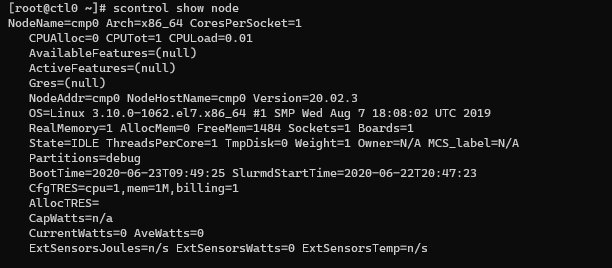 [root@ctl0 ~]# scontrol show node
NodeName=cmp0 Arch=x86_64 CoresPerSocket=1
CPUAlloc=0 CPUTot=1 CPULoad=0.01
AvailableFeatures=(null)
ActiveFeatures=(null)
Gres=(null)
NodeAddr=cmp0 NodeHostName=cmp0 Version=20.02.3
OS=Linux 3.10.0-1062.el7.x86_64 #1 SMP Wed Aug 7 18:08:02 UTC 2019
RealMemory=1 AllocMem=0 FreeMem=1484 Sockets=1 Boards=1
State=IDLE ThreadsPerCore=1 TmpDisk=0 Weight=1 Owner=N/A MCS_label=N/A
Partitions=debug
BootTime=2020-06-23T09:49:25 SlurmdStartTime=2020-06-22T20:47:23
CfgTRES=cpu=1,mem=1M,billing=1
AllocTRES=
CapWatts=n/a
CurrentWatts=0 AveWatts=0
ExtSensorsJoules=n/s ExtSensorsWatts=0 ExtSensorsTemp=n/s